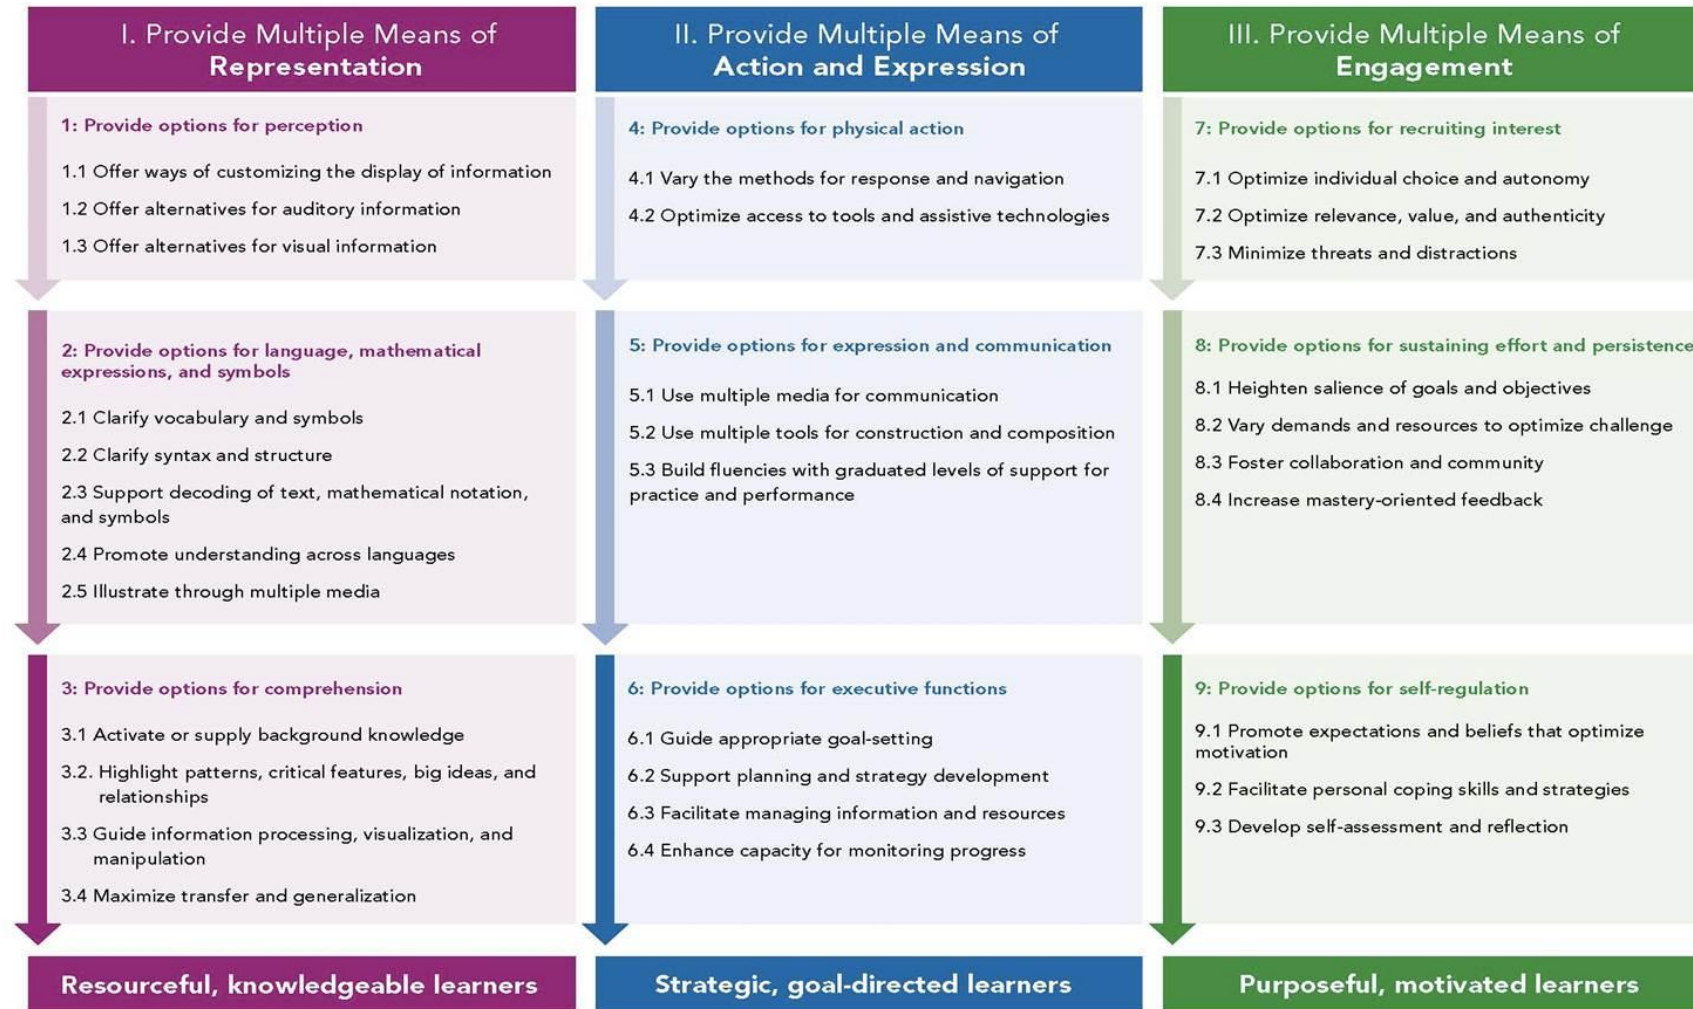 I. Provide Multiple Means of
Representation
1: Provide options for perception
1.1 Offer ways of customizing the display of information
1.2 Offer alternatives for auditory information
1.3 Offer alternatives for visual information
2: Provide options for language, mathematical
expressions, and symbols
2.1 Clarify vocabulary and symbols
2.2 Clarify syntax and structure
2.3 Support decoding of text, mathematical notation,
and symbols
2.4 Promote understanding across languages
2.5 Illustrate through multiple media
3: Provide options for comprehension
3.1 Activate or supply background knowledge
3.2. Highlight patterns, critical features, big ideas, and
relationships
3.3 Guide information processing, visualization, and
manipulation
3.4 Maximize transfer and generalization
Resourceful, knowledgeable learners
II. Provide Multiple Means of
Action and Expression
4: Provide options for physical action
4.1 Vary the methods for response and navigation
4.2 Optimize access to tools and assistive technologies
5: Provide options for expression and communication
5.1 Use multiple media for communication
5.2 Use multiple tools for construction and composition
5.3 Build fluencies with graduated levels of support for
practice and performance
6: Provide options for executive functions
6.1 Guide appropriate goal-setting
6.2 Support planning and strategy development
6.3 Facilitate managing information and resources
6.4 Enhance capacity for monitoring progress
Strategic, goal-directed learners
III. Provide Multiple Means of
Engagement
7: Provide options for recruiting interest
7.1 Optimize individual choice and autonomy
7.2 Optimize relevance, value, and authenticity
7.3 Minimize threats and distractions
8: Provide options for sustaining effort and persistence
8.1 Heighten salience of goals and objectives
8.2 Vary demands and resources to optimize challenge
8.3 Foster collaboration and community
8.4 Increase mastery-oriented feedback
9: Provide options for self-regulation
9.1 Promote expectations and beliefs that optimize
motivation
9.2 Facilitate personal coping skills and strategies
9.3 Develop self-assessment and reflection
Purposeful, motivated learners